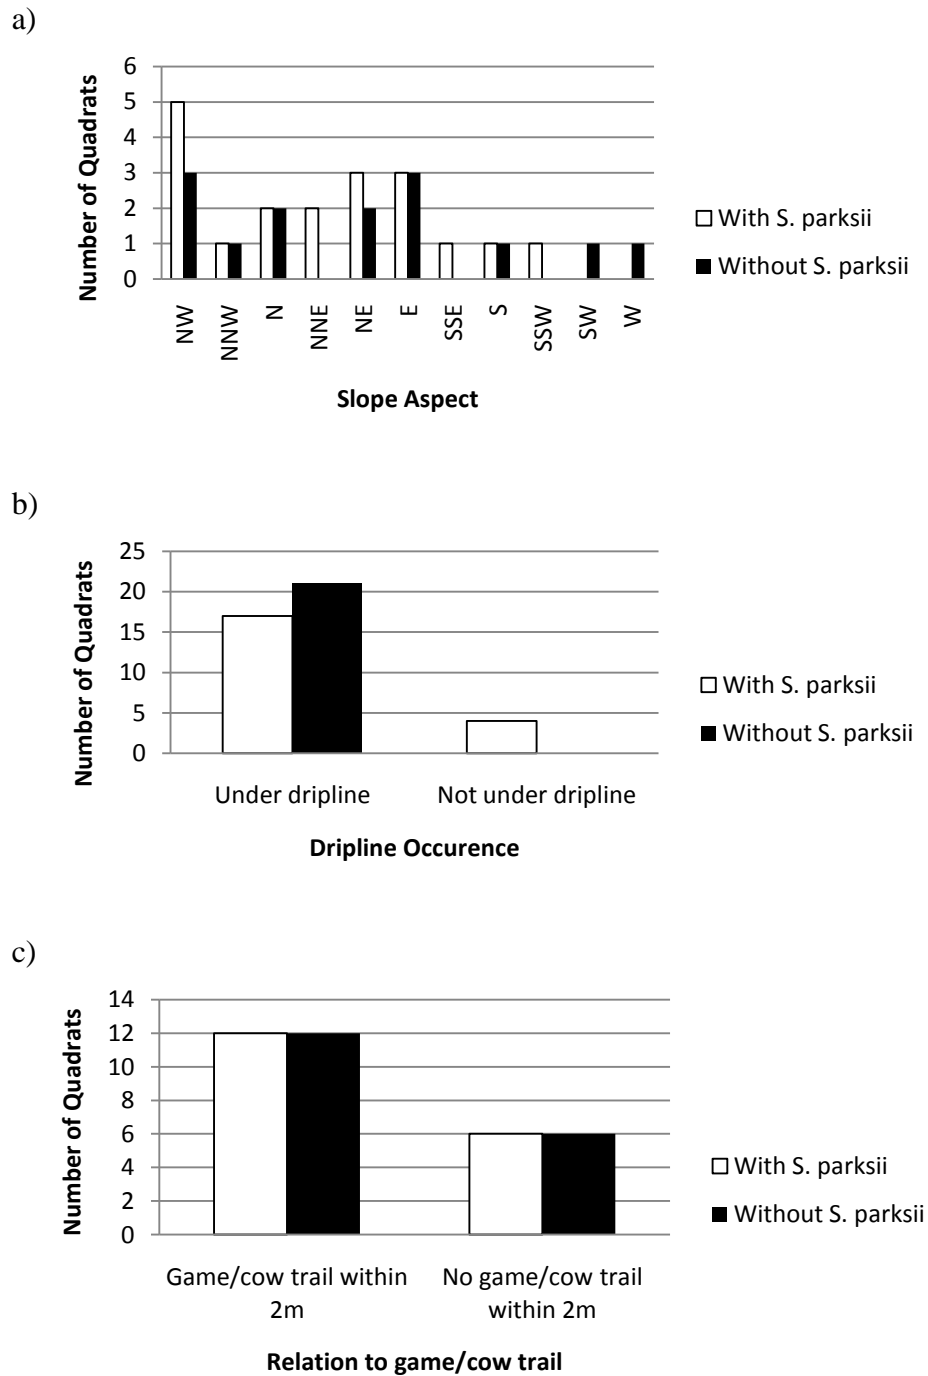 a)
Number of Quadrats
6
5
4
3
2
1
0
NW
NNW
N
NNE
NE
E
SSE
S
SSW
SW
W
Slope Aspect
With S. parksii
Without S. parksii
b)
Number of Quadrats
25
20
15
10
5
0
Under dripline
Not under dripline
Dripline Occurence
With S. parksii
Without S. parksii
c)
Number of Quadrats
14
12
10
8
6
4
2
0
Game/cow trail within
2m
No game/cow trail
within 2m
Relation to game/cow trail
With S. parksii
Without S. parksii